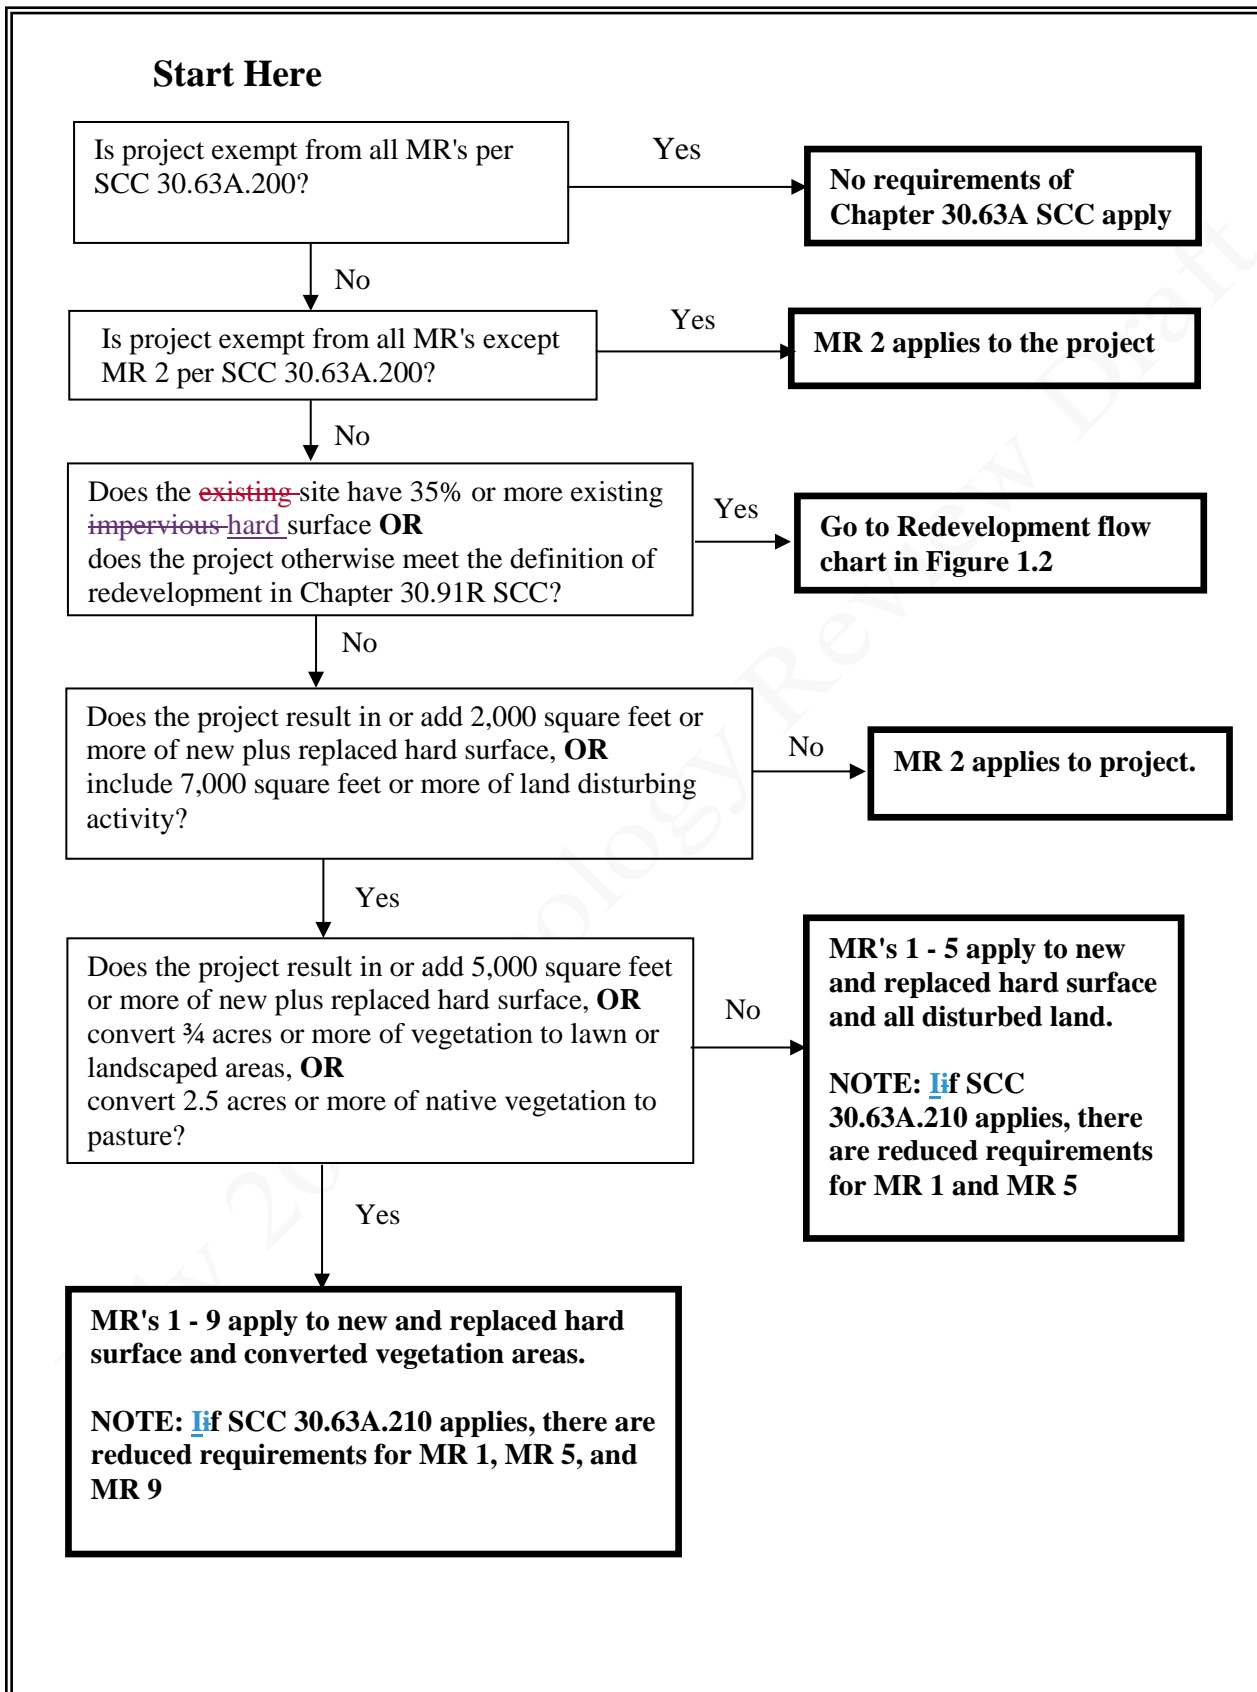 Start Here
Is project exempt from all MR's per
SCC 30.63A.200?
Yes
No requirements of
Chapter 30.63A SCC apply
No
Is project exempt from all MR's except
MR 2 per SCC 30.63A.200?
Yes
MR 2 applies to the project
No
Does the existing site have 35% or more existing
impervious hard surface OR
does the project otherwise meet the definition of
redevelopment in Chapter 30.91R SCC?
Yes
Go to Redevelopment flow
chart in Figure 1.2
No
Does the project result in or add 2,000 square feet or
more of new plus replaced hard surface, OR
include 7,000 square feet or more of land disturbing
activity?
No
MR 2 applies to project.
Yes
Does the project result in or add 5,000 square feet
or more of new plus replaced hard surface, OR
convert ¾ acres or more of vegetation to lawn or
landscaped areas, OR
convert 2.5 acres or more of native vegetation to
pasture?
No
MR's 1 - 5 apply to new
and replaced hard surface
and all disturbed land.
NOTE: Iif SCC
30.63A.210 applies, there
are reduced requirements
for MR 1 and MR 5
Yes
MR's 1 - 9 apply to new and replaced hard
surface and converted vegetation areas.
NOTE: Iif SCC 30.63A.210 applies, there are
reduced requirements for MR 1, MR 5, and
MR 9
ology Review Draft